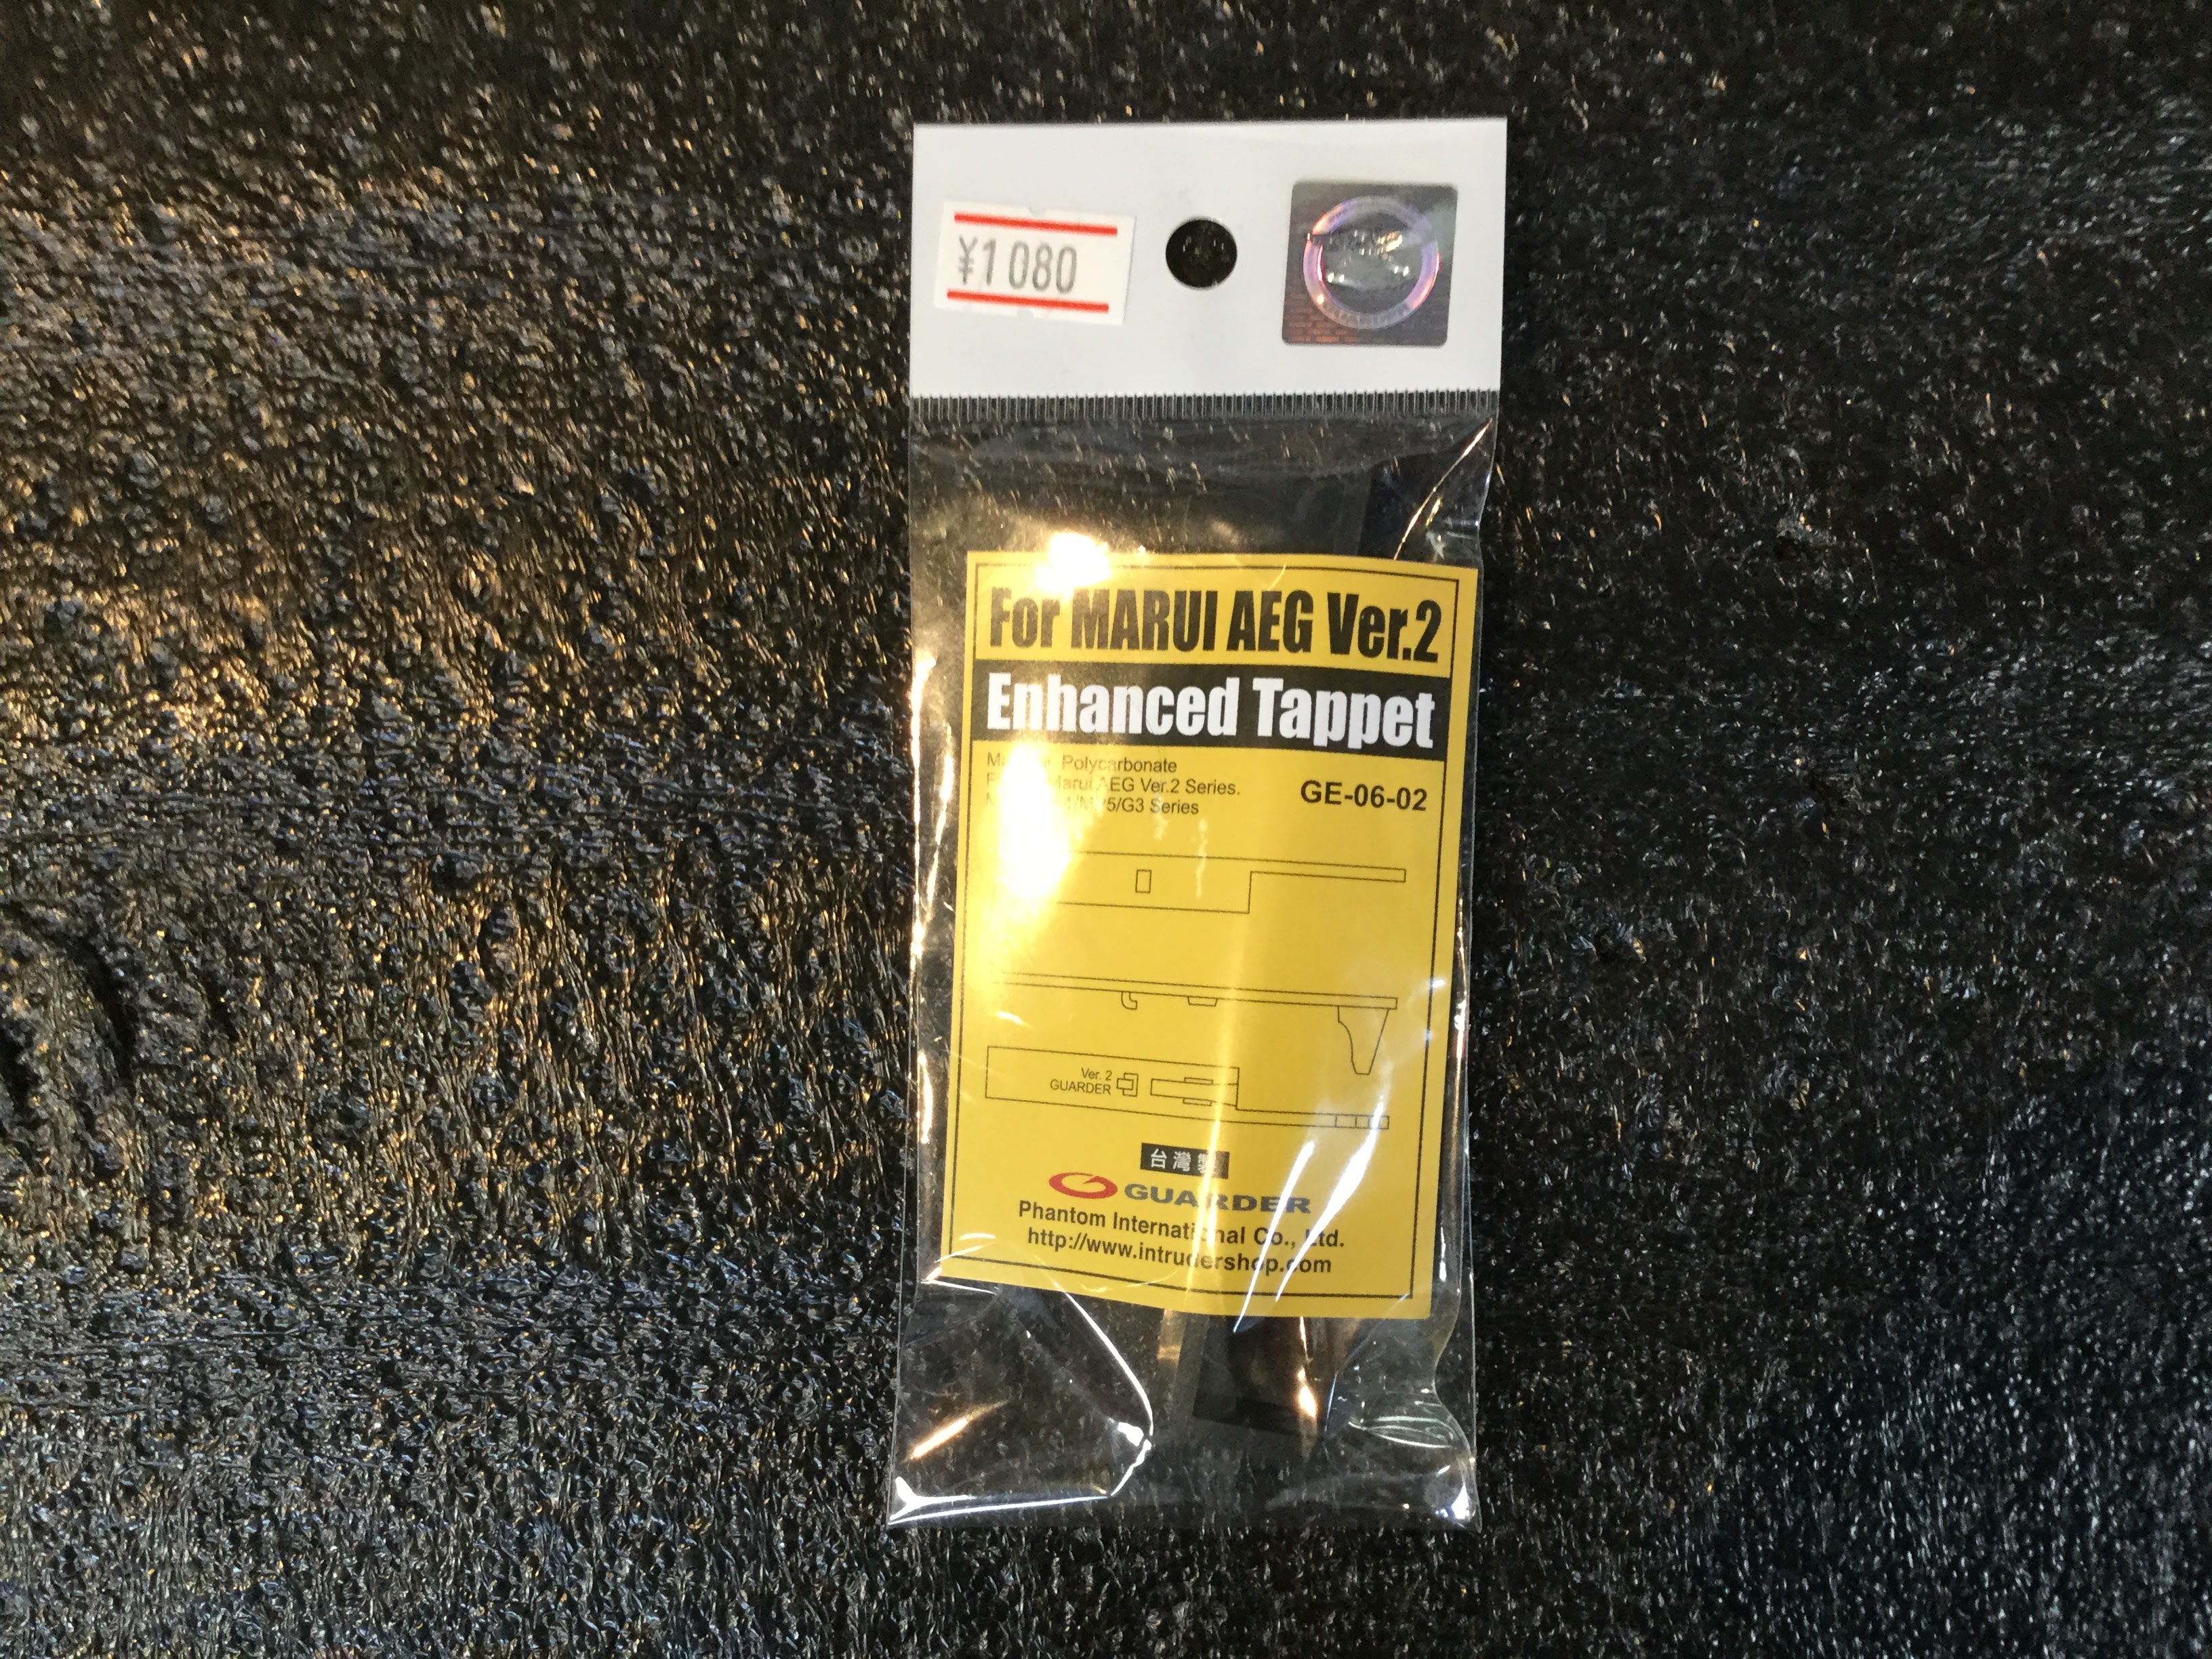 ¥1080
For MARUI AEG Ver.2
Enhanced Tappet
Polycarbonate
Marui AEG Ver.2 Series.
5/G3 Series
GE-06-02
Ver. 2
GUARDER
台灣
GUARDER
Phantom International Co., Ltd.
http://www.intrudershop.com